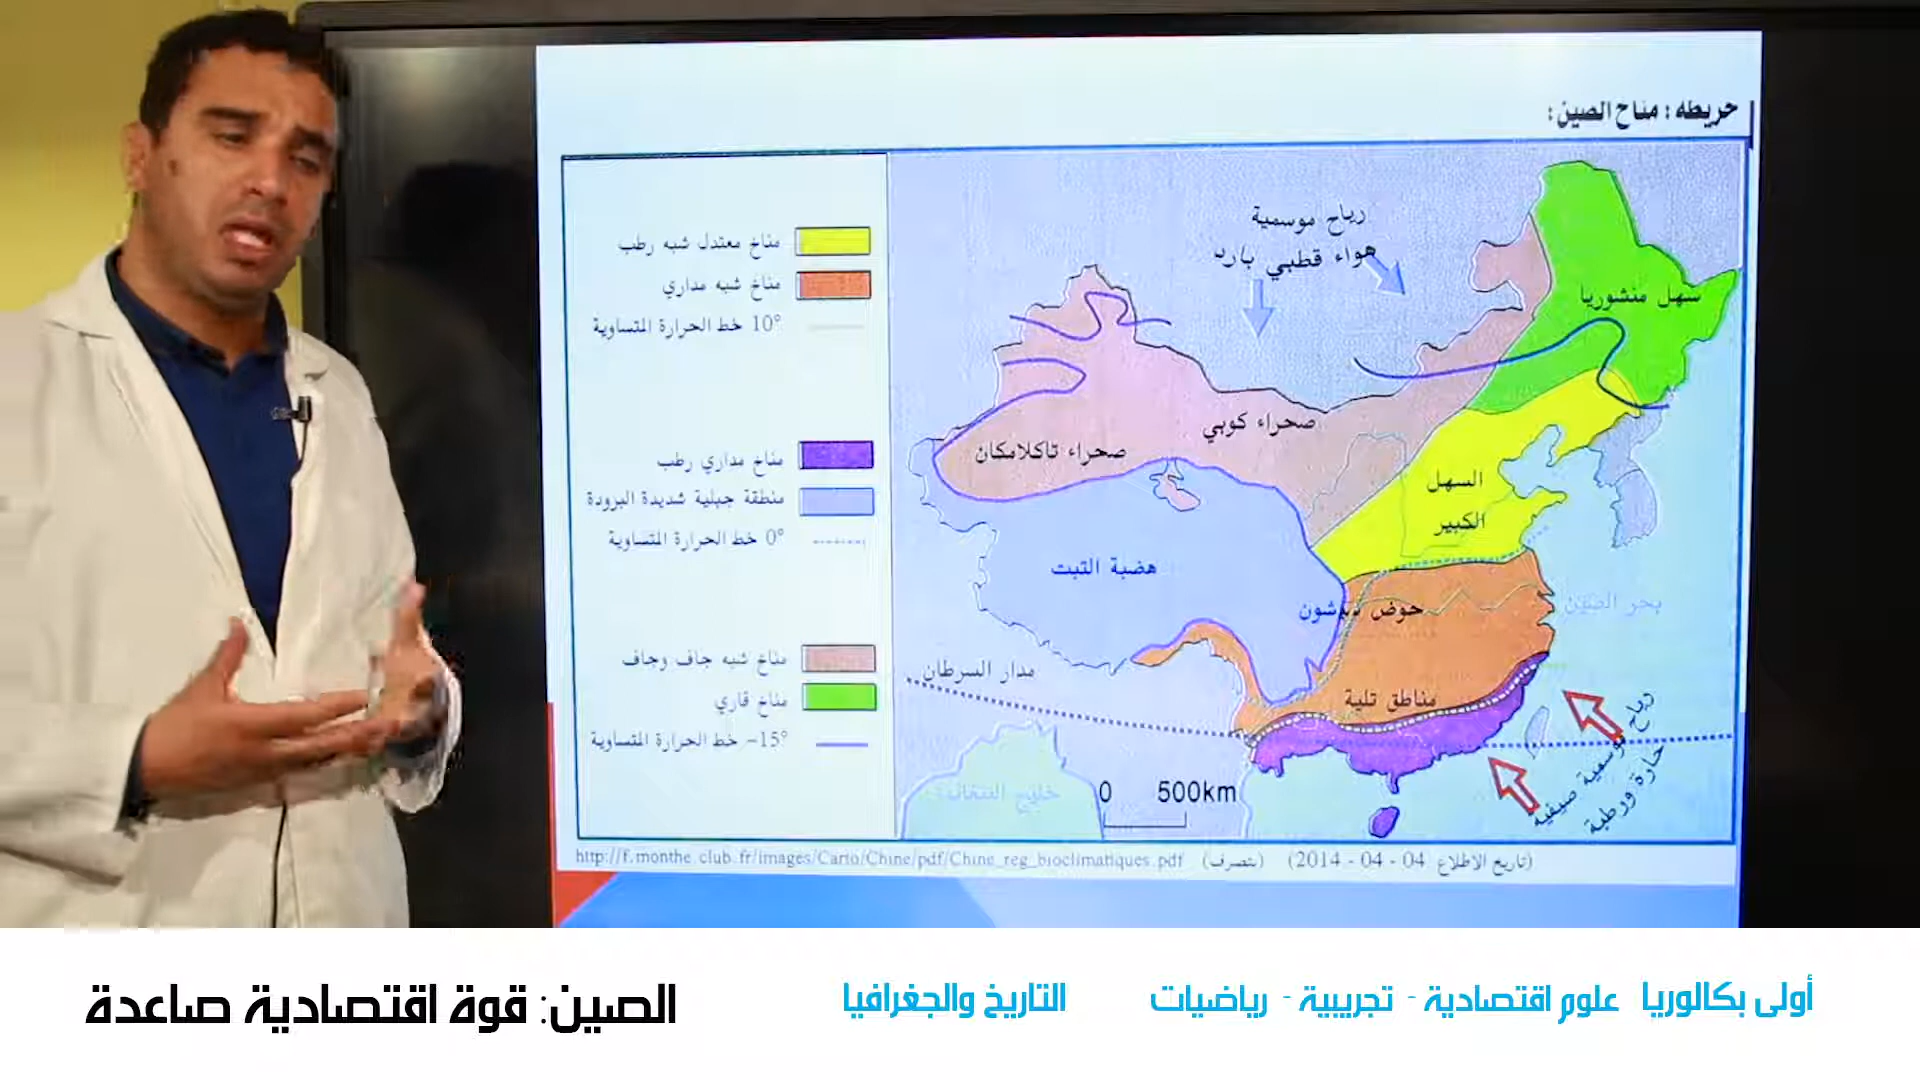 خريطة : مناخ الصين :
مناخ معتدل شبه رطب
مناخ شبه مداري
10° خط الحرارة المتساوية
مناخ مداري رطب
منطقة جبلية شديدة البرودة
0° خط الحرارة المتساوية
مناخ شبه جاف وجاف
مناخ قاري
-15° خط الحرارة المتساوية
رياح موسمية
هواء قطبي بارد
سهل منشوريا
صحراء كوبي
صحراء تاكلامكان
السهل
الكبير
هضبة التبت
حوض شون
بحر الصين
مدار السرطان
مناطق تلية
رياح موسمية صيفية
حارة ورطبة
خليج البنغال
0 500km
http://f.monthe.club.fr/images/Carto/Chine/pdf/Chine_reg_bioclimatiques.pdf (بتصرف) (تاريخ الاطلاع 04 - 04 - 2014)
أولى بكالوريا علوم اقتصادية - تجريبية - رياضيات
التاريخ والجغرافيا
الصين: قوة اقتصادية صاعدة